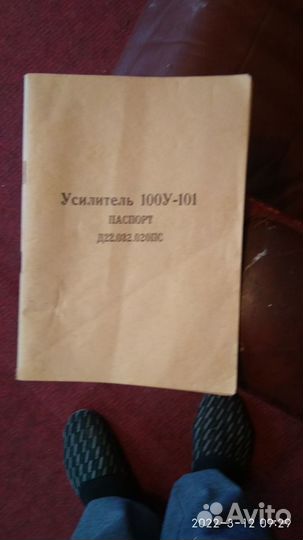 Усилитель 100У-101
ПАСПОРТ
Д22.032.020ПС
2022-3-12 09:29
Avito